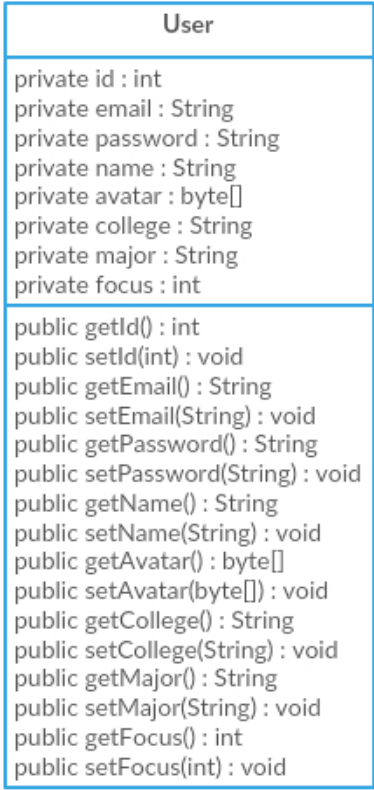 User
private id : int
private email : String
private password : String
private name : String
private avatar : byte[]
private college : String
private major : String
private focus : int
public getId() : int
public setId(int) : void
public getEmail() : String
public setEmail(String) : void
public getPassword() : String
public setPassword(String) : void
public getName() : String
public setName(String) : void
public getAvatar() : byte[]
public setAvatar(byte[]) : void
public getCollege() : String
public setCollege(String) : void
public getMajor() : String
public setMajor(String) : void
public getFocus() : int
public setFocus(int) : void